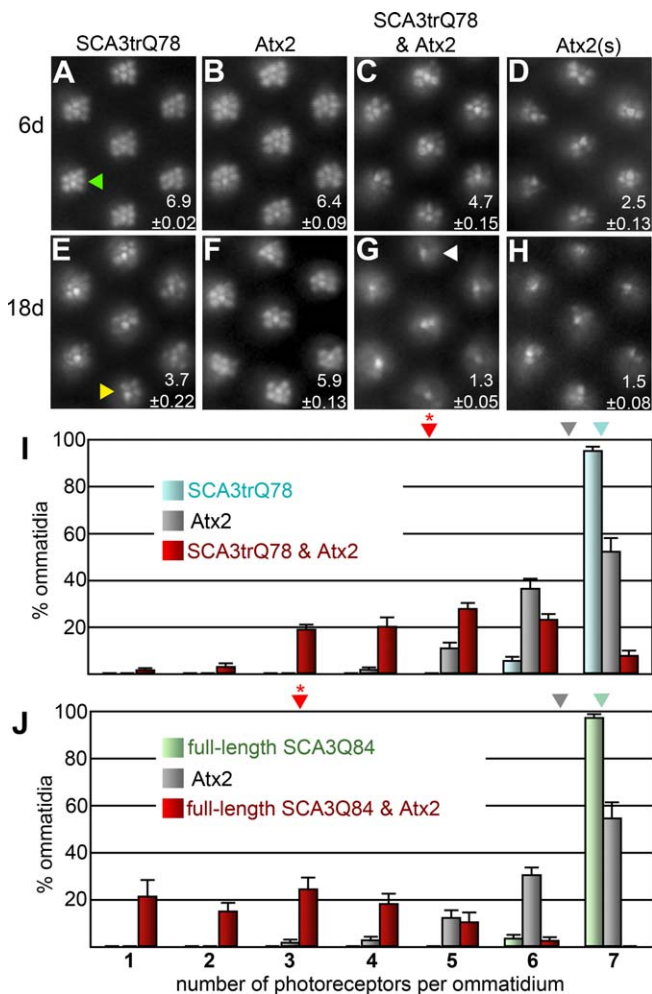 SCA3trQ78 Atx2 SCA3trQ78 & Atx2 Atx2(s)
6d
A B C D
6.9 ±0.02 6.4 ±0.09 4.7 ±0.15 2.5 ±0.13
18d
E F G H
3.7 ±0.22 5.9 ±0.13 1.3 ±0.05 1.5 ±0.08
*
I
100
80
60
40
20
% ommatidia
SCA3trQ78
Atx2
SCA3trQ78 & Atx2
*
J
100
80
60
40
20
% ommatidia
full-length SCA3Q84
Atx2
full-length SCA3Q84 & Atx2
1 2 3 4 5 6 7
number of photoreceptors per ommatidium